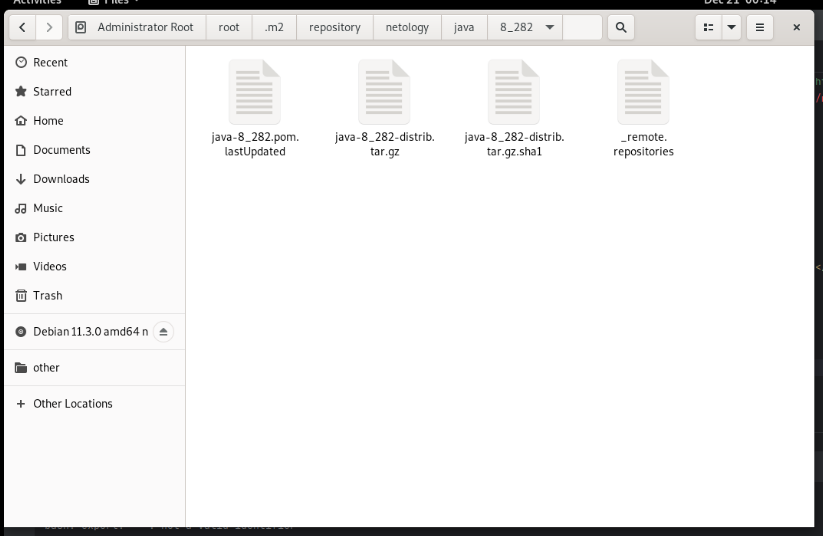 Activities Files Dec 21 00:14
Administrator Root root .m2 repository netology java 8_282
Recent
Starred
Home
Documents
Downloads
Music
Pictures
Videos
Trash
Debian 11.3.0 amd64 n
other
Other Locations
java-8_282.pom.
lastUpdated
java-8_282-distrib.
tar.gz
java-8_282-distrib.
tar.gz.sha1
_remote.
repositories